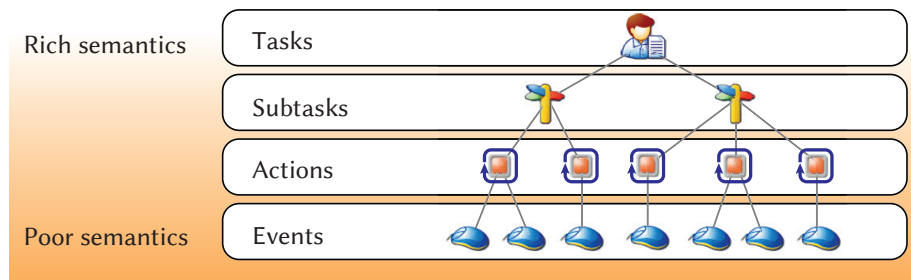 Rich semantics
Tasks
Subtasks
Actions
Poor semantics
Events